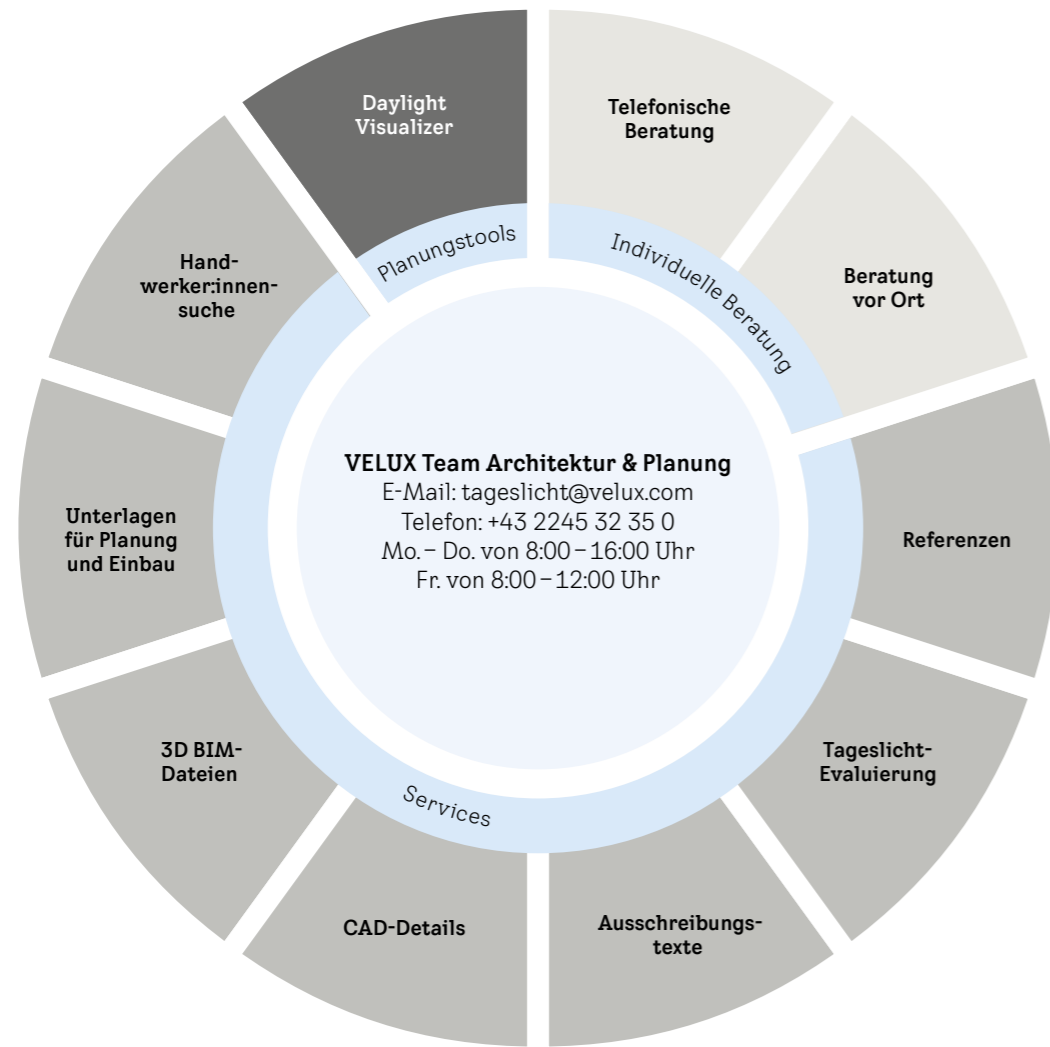 Daylight
Visualizer
Telefonische
Beratung
Planungstools
Individuelle Beratung
Hand-
werker:innen-
suche
Beratung
vor Ort
VELUX Team Architektur & Planung
E-Mail: tageslicht@velux.com
Telefon: +43 2245 32 35 0
Mo. – Do. von 8:00 – 16:00 Uhr
Fr. von 8:00 – 12:00 Uhr
Unterlagen
für Planung
und Einbau
Referenzen
3D BIM-
Dateien
Tageslicht-
Evaluierung
Services
CAD-Details
Ausschreibungs-
texte